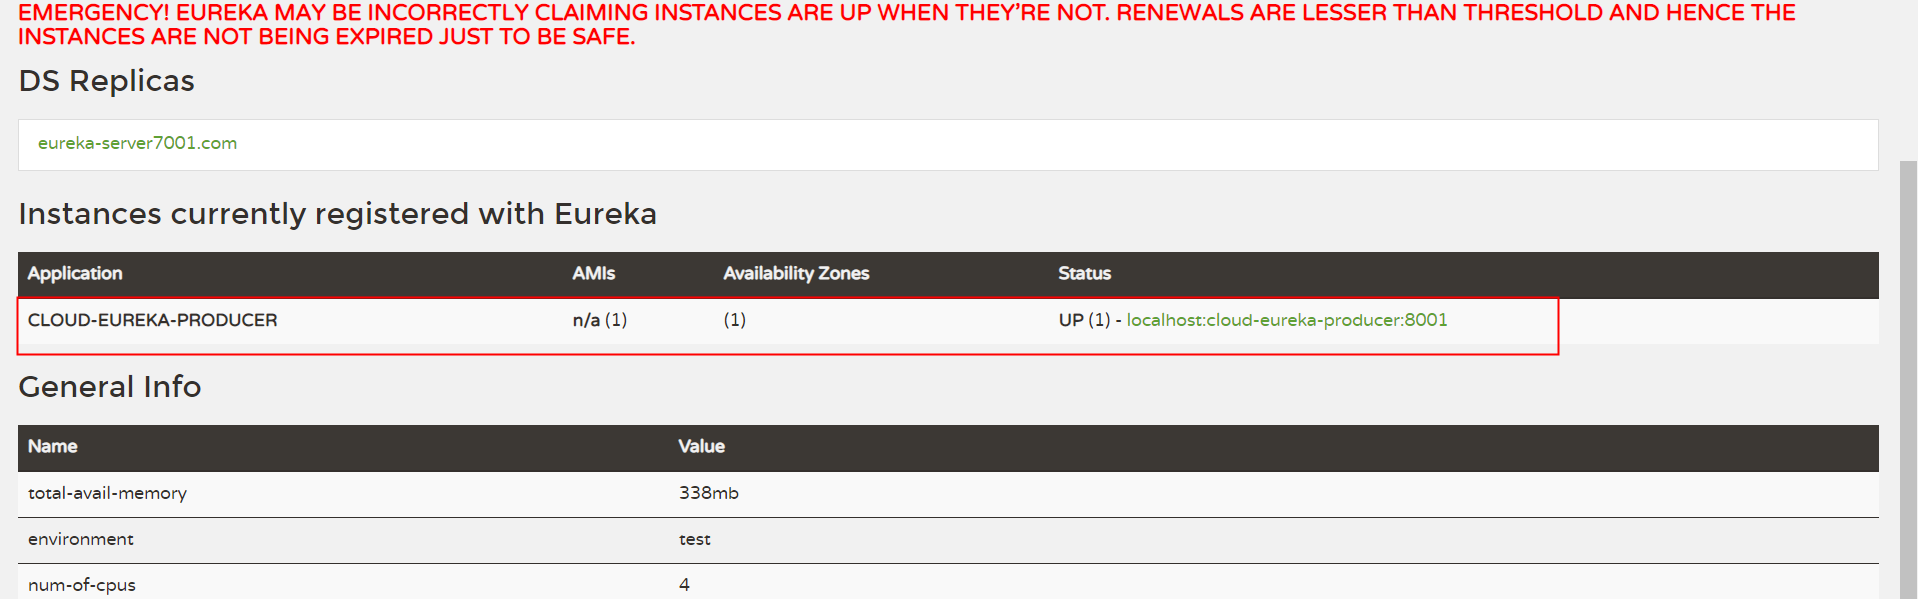 EMERGENCY! EUREKA MAY BE INCORRECTLY CLAIMING INSTANCES ARE UP WHEN THEY'RE NOT. RENEWALS ARE LESSER THAN THRESHOLD AND HENCE THE
INSTANCES ARE NOT BEING EXPIRED JUST TO BE SAFE.
DS Replicas
eureka-server7001.com
Instances currently registered with Eureka
Application AMIs Availability Zones Status
CLOUD-EUREKA-PRODUCER n/a (1) (1) UP (1) - localhost:cloud-eureka-producer:8001
General Info
Name Value
total-avail-memory 338mb
environment test
num-of-cpus 4